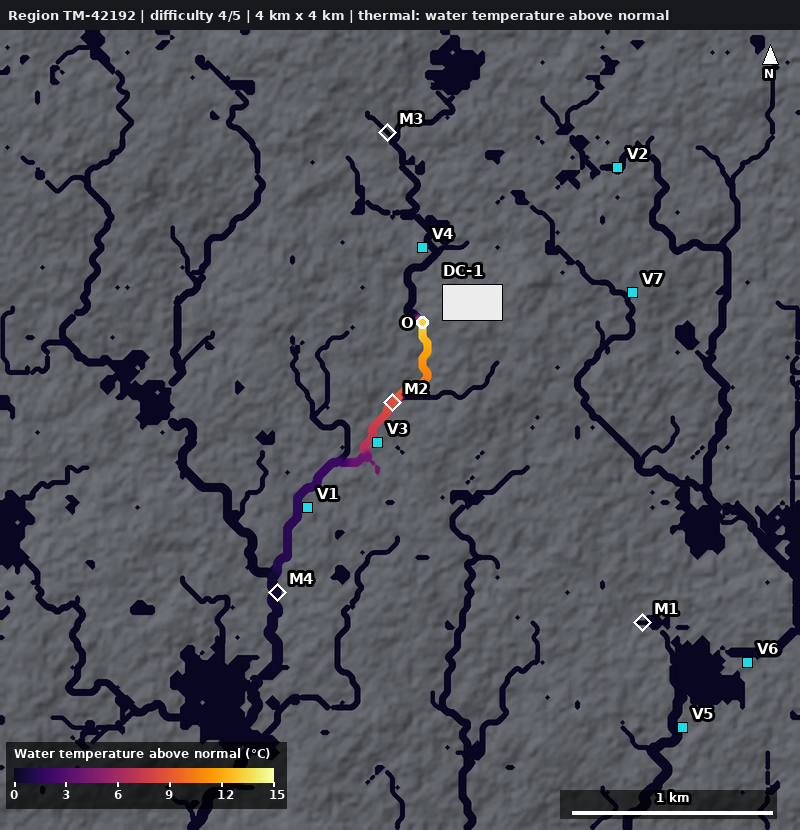 Region TM-42192 | difficulty 4/5 | 4 km x 4 km | thermal: water temperature above normal
N
M3
V2
V4
DC-1
V7
O
M2
V3
V1
M4
M1
V6
V5
Water temperature above normal (°C)
0 3 6 9 12 15
1 km